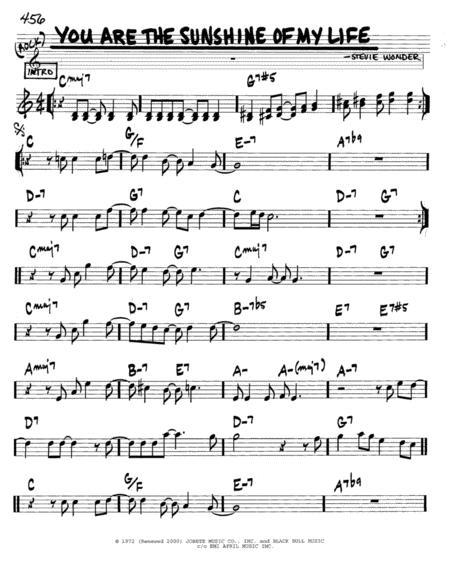 456
YOU ARE THE SUNSHINE OF MY LIFE
(ROCK)
-STEVIE WONDER
INTRO
Cmaj7 G7#5
C G/F E-7 A7b9
D-7 G7 C D-7 G7
Cmaj7 D-7 G7 Cmaj7 D-7 G7
Cmaj7 D-7 G7 B-7b5 E7 E7#5
Amaj7 B-7 E7 A- A-(maj7) A-7
D7 D-7 G7
C G/F E-7 A7b9
© 1972 (Renewed 2000) JOBETE MUSIC CO., INC. and BLACK BULL MUSIC
c/o EMI APRIL MUSIC INC.